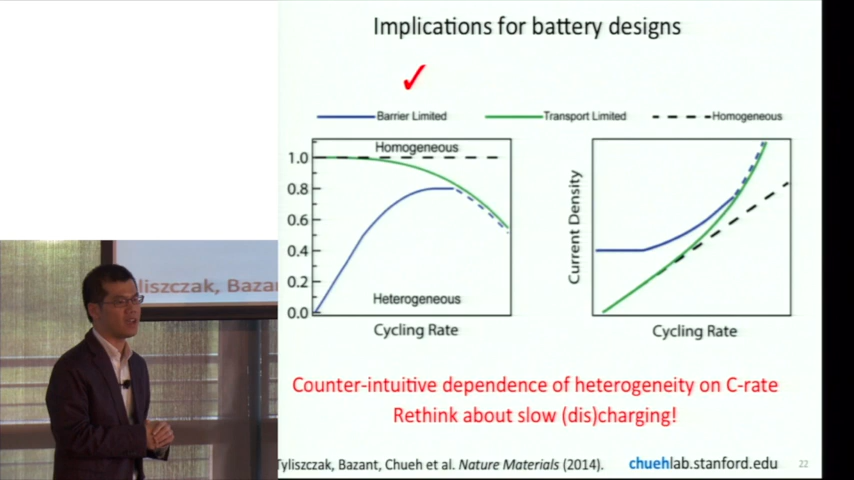 Implications for battery designs
✓
Barrier Limited
Transport Limited
Homogeneous
Homogeneous
1.0
0.8
0.6
0.4
0.2
0.0
Heterogeneous
Cycling Rate
Current Density
Cycling Rate
Counter-intuitive dependence of heterogeneity on C-rate
Rethink about slow (dis)charging!
Tyliszczak, Bazant, Chueh et al. Nature Materials (2014).
chuehlab.stanford.edu
22
yliszczak, Bazan